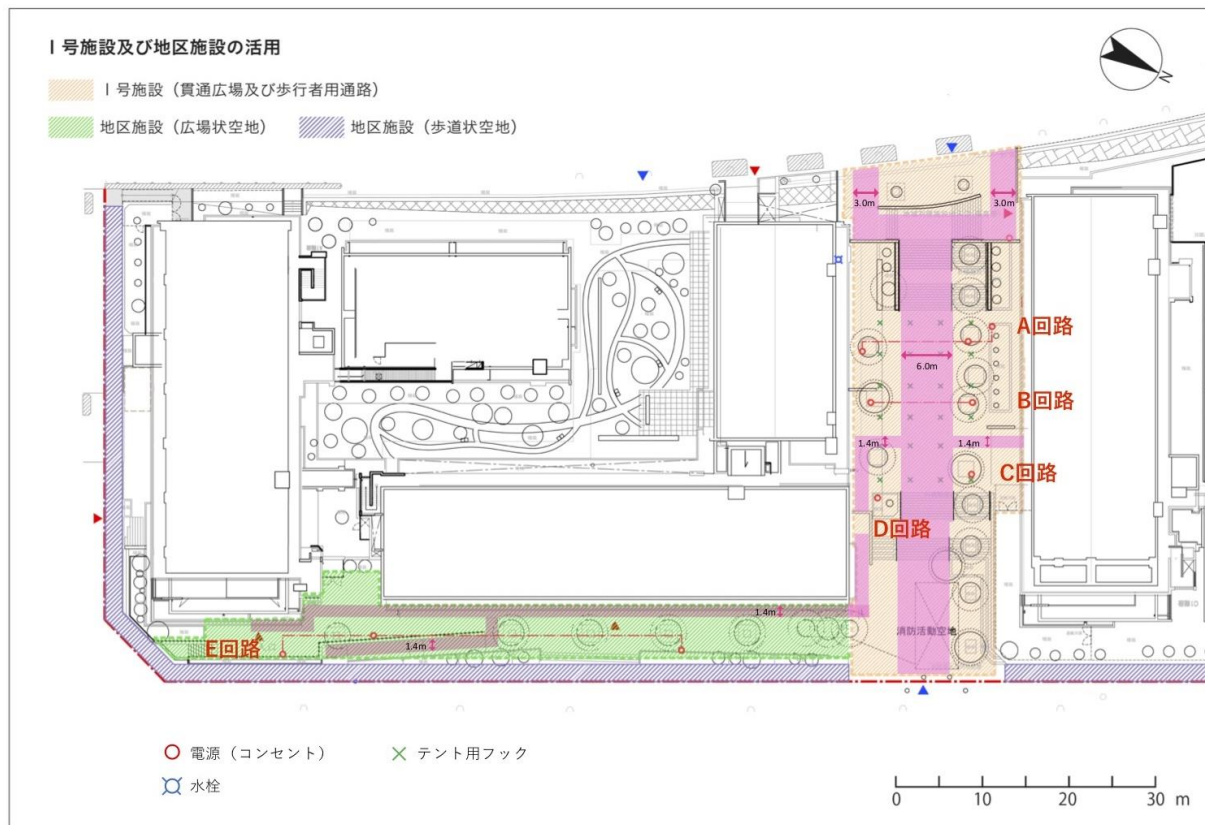 1号施設及び地区施設の活用
1号施設（貫通広場及び歩行者用通路）
地区施設（広場状空地）
地区施設（歩道状空地）
N
3.0m
3.0m
A回路
6.0m
B回路
1.4m
1.4m
C回路
D回路
1.4m
消防活動空地
E回路
1.4m
電源（コンセント）
テント用フック
水栓
0
10
20
30
m